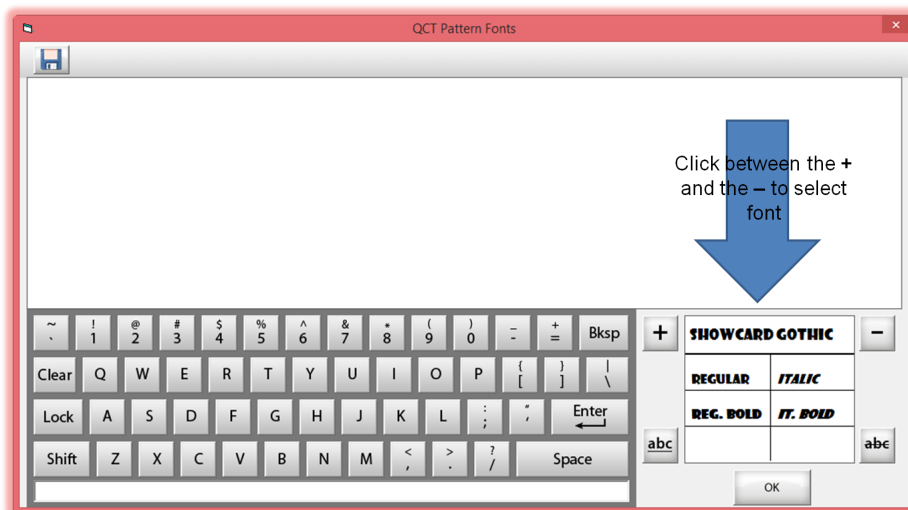 QCT Pattern Fonts
Click between the +
and the – to select
font
~ ! @ # $ % ^ & * ( ) _ +
` 1 2 3 4 5 6 7 8 9 0 - = Bksp
Clear Q W E R T Y U I O P { [ } ] | \
Lock A S D F G H J K L : ; " ' Enter
Shift Z X C V B N M < , > . ? / Space
+ SHOWCARD GOTHIC −
REGULAR ITALIC
REG. BOLD IT. BOLD
abc abc
OK